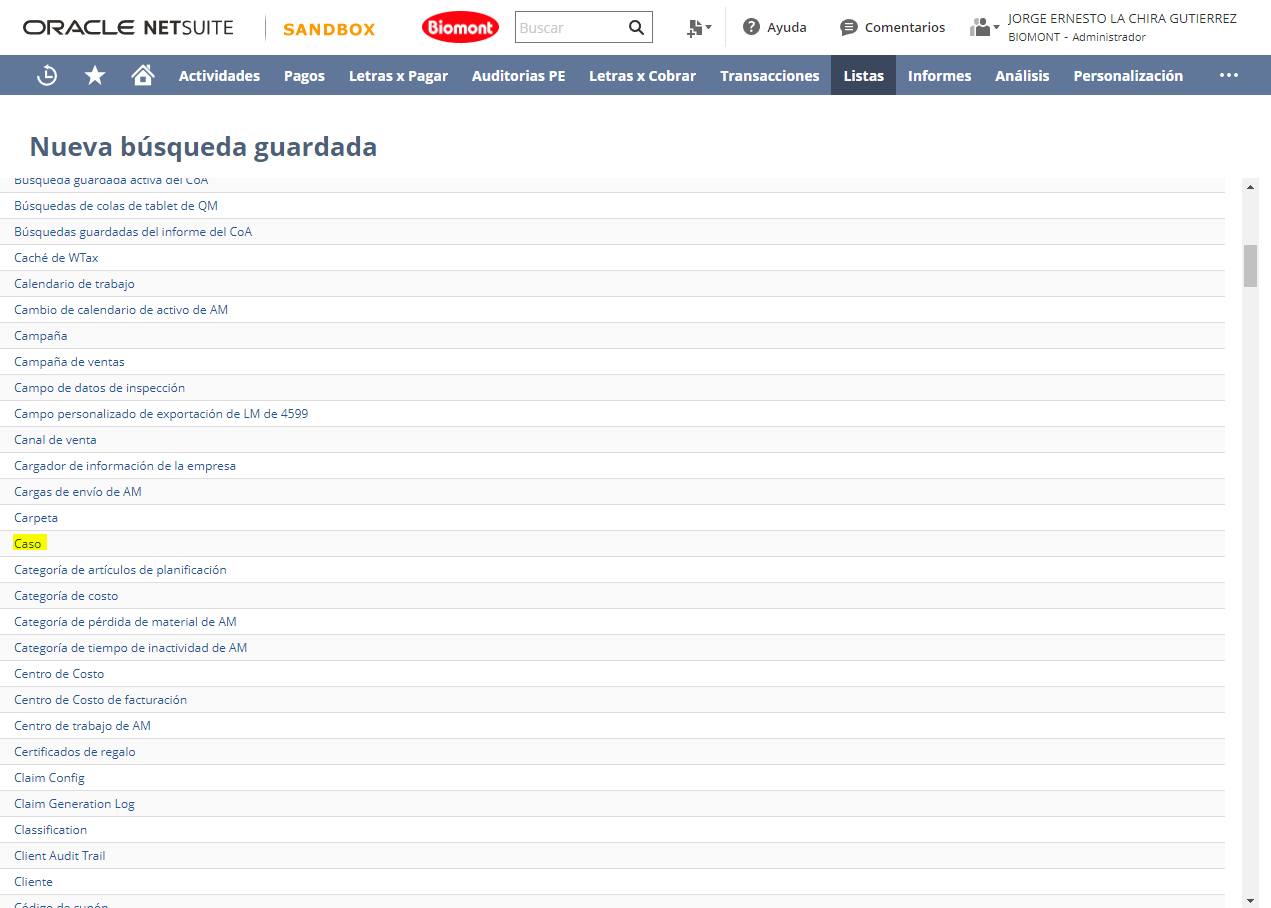 ORACLE NETSUITE
SANDBOX
Biomont
Buscar
Ayuda
Comentarios
JORGE ERNESTO LA CHIRA GUTIERREZ
BIOMONT - Administrador
Actividades Pagos Letras x Pagar Auditorias PE Letras x Cobrar Transacciones Listas Informes Análisis Personalización
Nueva búsqueda guardada
Búsqueda guardada activa del CoA
Búsquedas de colas de tablet de QM
Búsquedas guardadas del informe del CoA
Caché de WTax
Calendario de trabajo
Cambio de calendario de activo de AM
Campaña
Campaña de ventas
Campo de datos de inspección
Campo personalizado de exportación de LM de 4599
Canal de venta
Cargador de información de la empresa
Cargas de envío de AM
Carpeta
Caso
Categoría de artículos de planificación
Categoría de costo
Categoría de pérdida de material de AM
Categoría de tiempo de inactividad de AM
Centro de Costo
Centro de Costo de facturación
Centro de trabajo de AM
Certificados de regalo
Claim Config
Claim Generation Log
Classification
Client Audit Trail
Cliente
Código de cupón